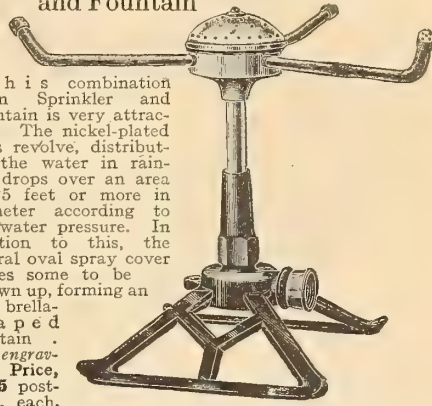 and Fountain
his combination
n Sprinkler and
ntain is very attrac-
The nickel-plated
s revolve, distribut-
the water in rain-
drops over an area
5 feet or more in
meter according to
water pressure. In
tion to this, the
ral oval spray cover
es some to be
wn up, forming an
brella-
aped
tain .
engrav-
Price,
5 post-
each.